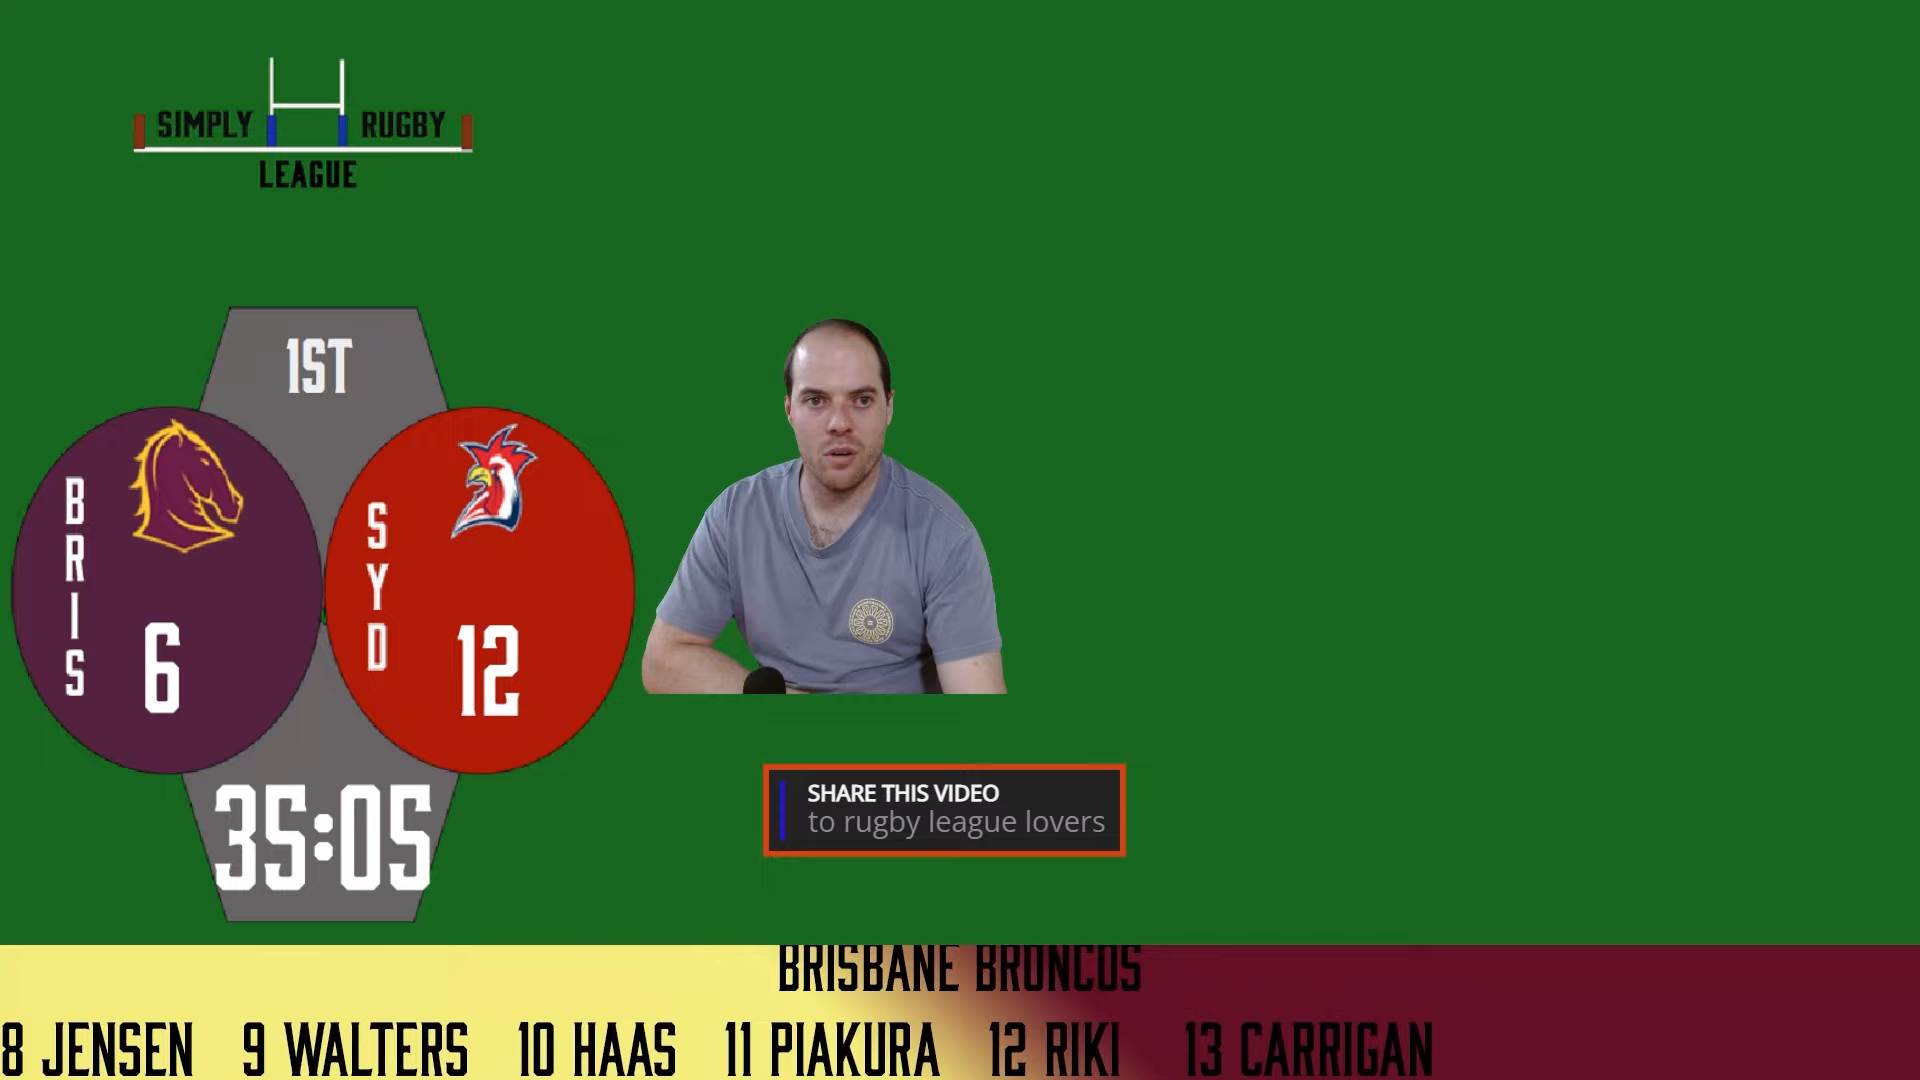 SIMPLY RUGBY
LEAGUE
1ST
BRIS
6
SYD
12
35:05
SHARE THIS VIDEO
to rugby league lovers
BRISBANE BRONCOS
8 JENSEN 9 WALTERS 10 HAAS 11 PIAKURA 12 RIKI 13 CARRIGAN